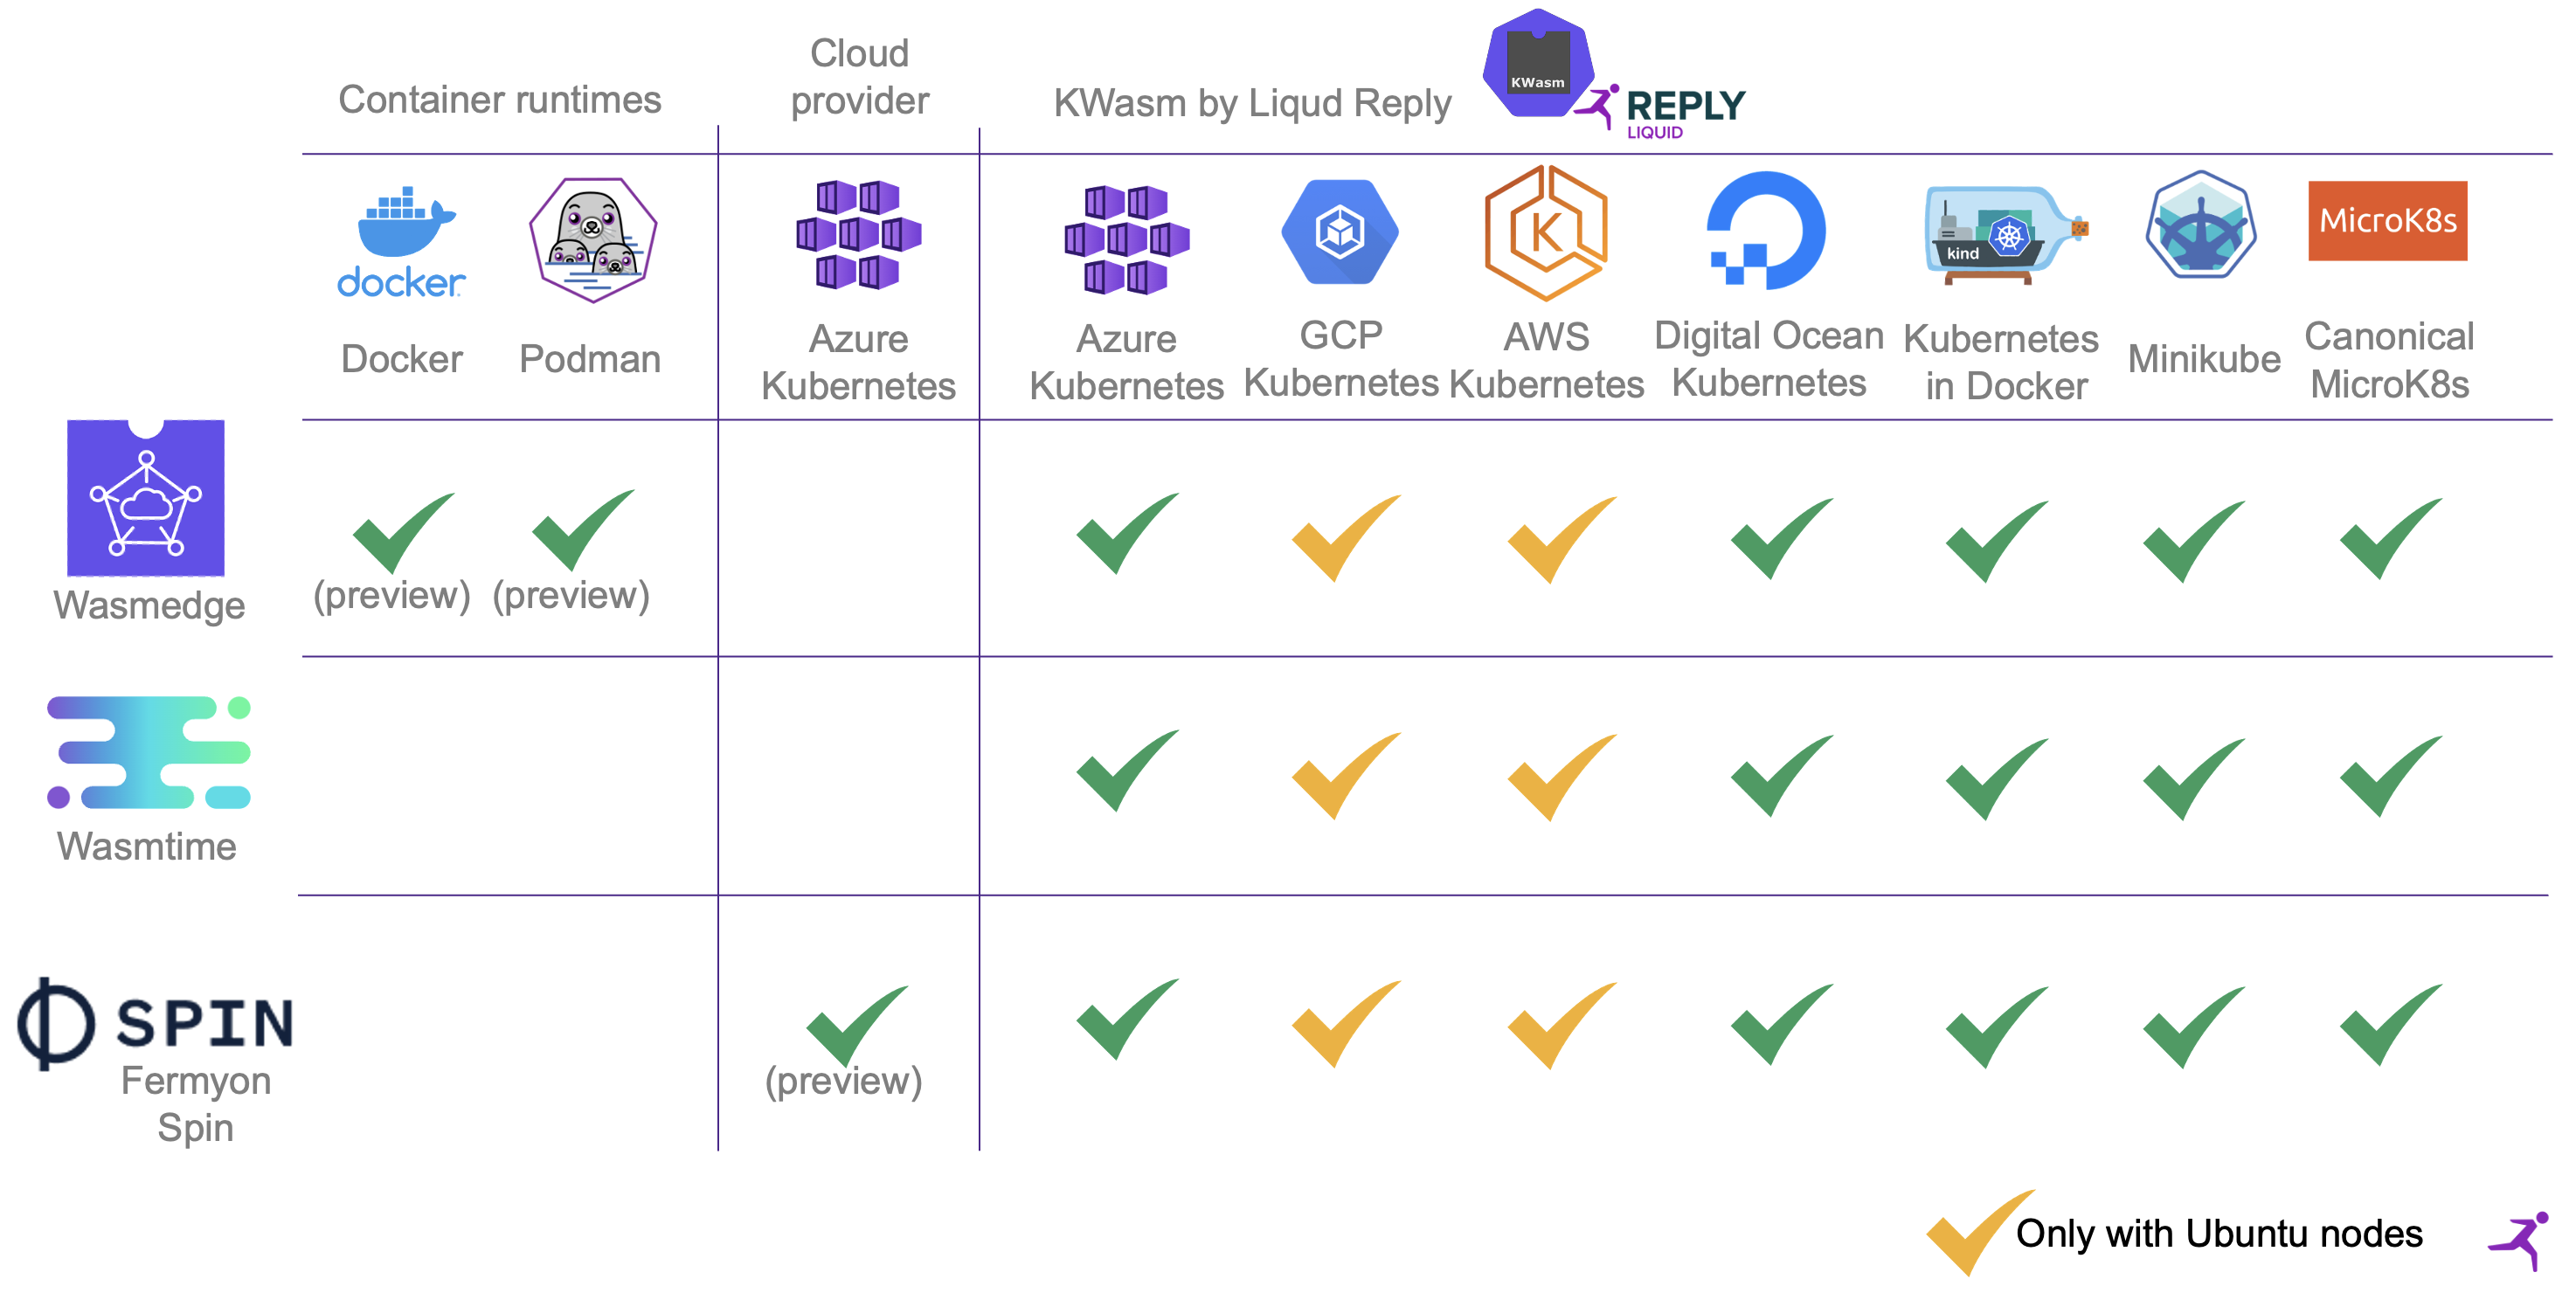 Container runtimes
Cloud
provider
KWasm by Liqud Reply
KWasm
REPLY
LIQUID
docker
MicroK8s
kind
Docker
Podman
Azure
Kubernetes
Azure
Kubernetes
GCP
Kubernetes
AWS
Kubernetes
Digital Ocean
Kubernetes
Kubernetes
in Docker
Minikube
Canonical
MicroK8s
(preview)
(preview)
Wasmedge
Wasmtime
SPIN
Fermyon
Spin
(preview)
Only with Ubuntu nodes